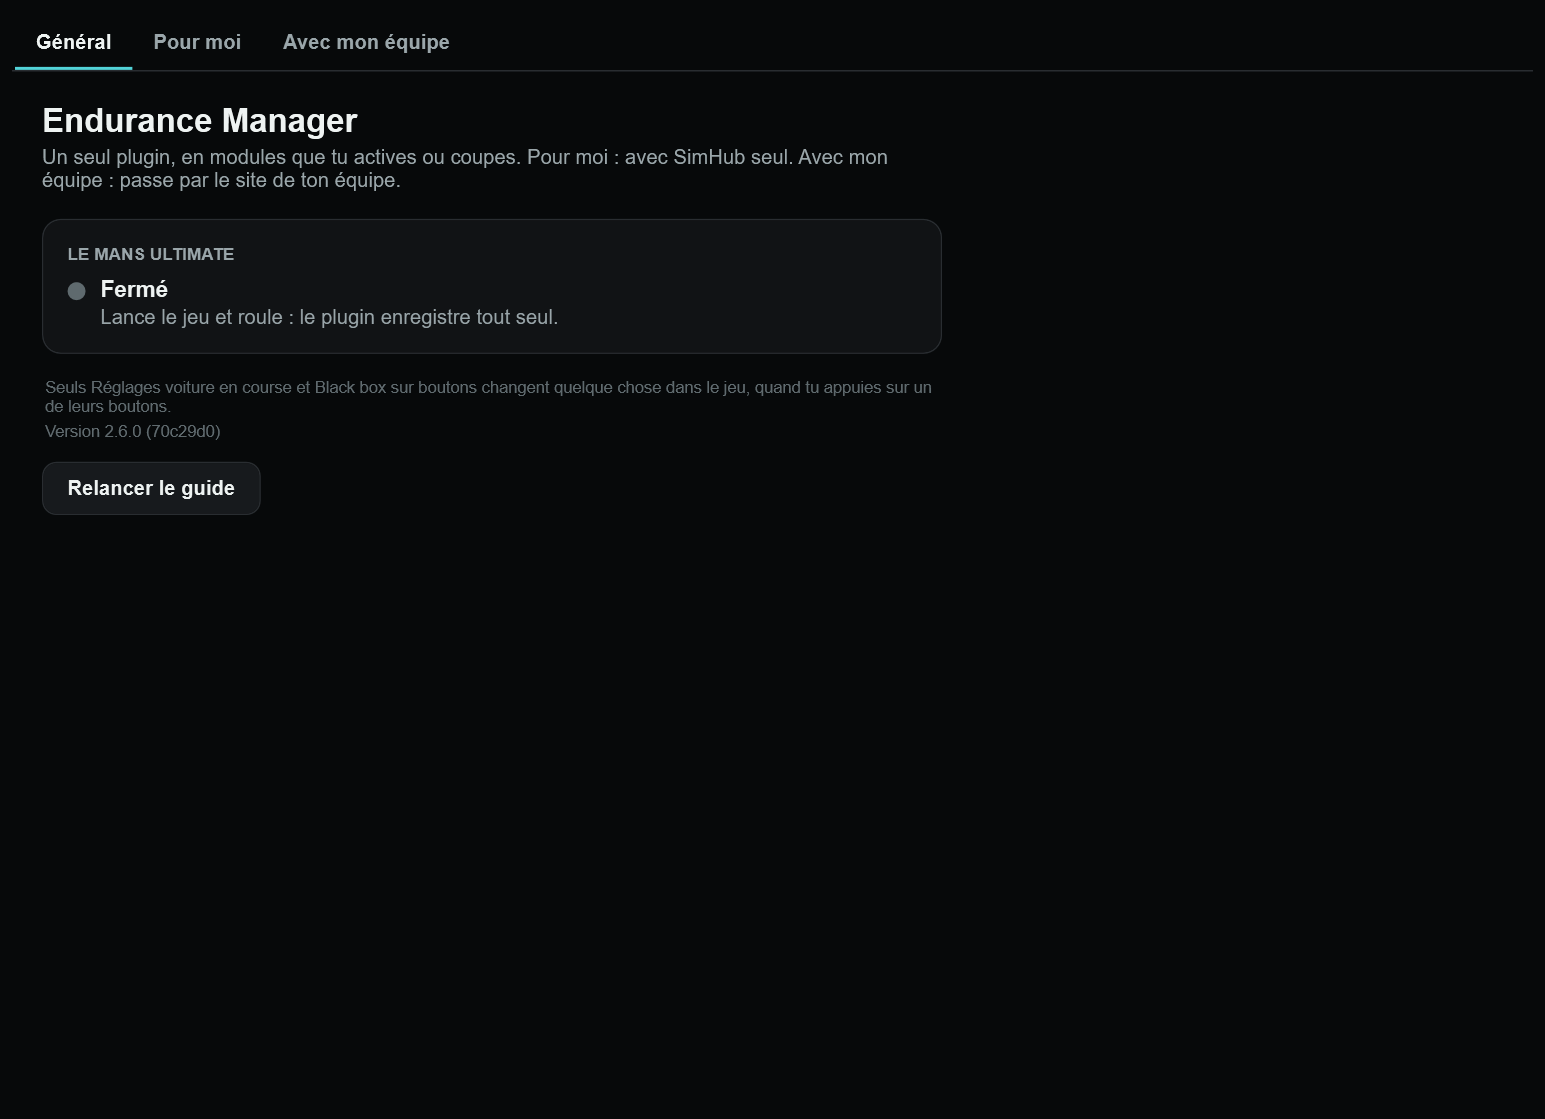 Général
Pour moi
Avec mon équipe
Endurance Manager
Un seul plugin, en modules que tu actives ou coupes. Pour moi : avec SimHub seul. Avec mon
équipe : passe par le site de ton équipe.
LE MANS ULTIMATE
Fermé
Lance le jeu et roule : le plugin enregistre tout seul.
Seuls Réglages voiture en course et Black box sur boutons changent quelque chose dans le jeu, quand tu appuies sur un
de leurs boutons.
Version 2.6.0 (70c29d0)
Relancer le guide